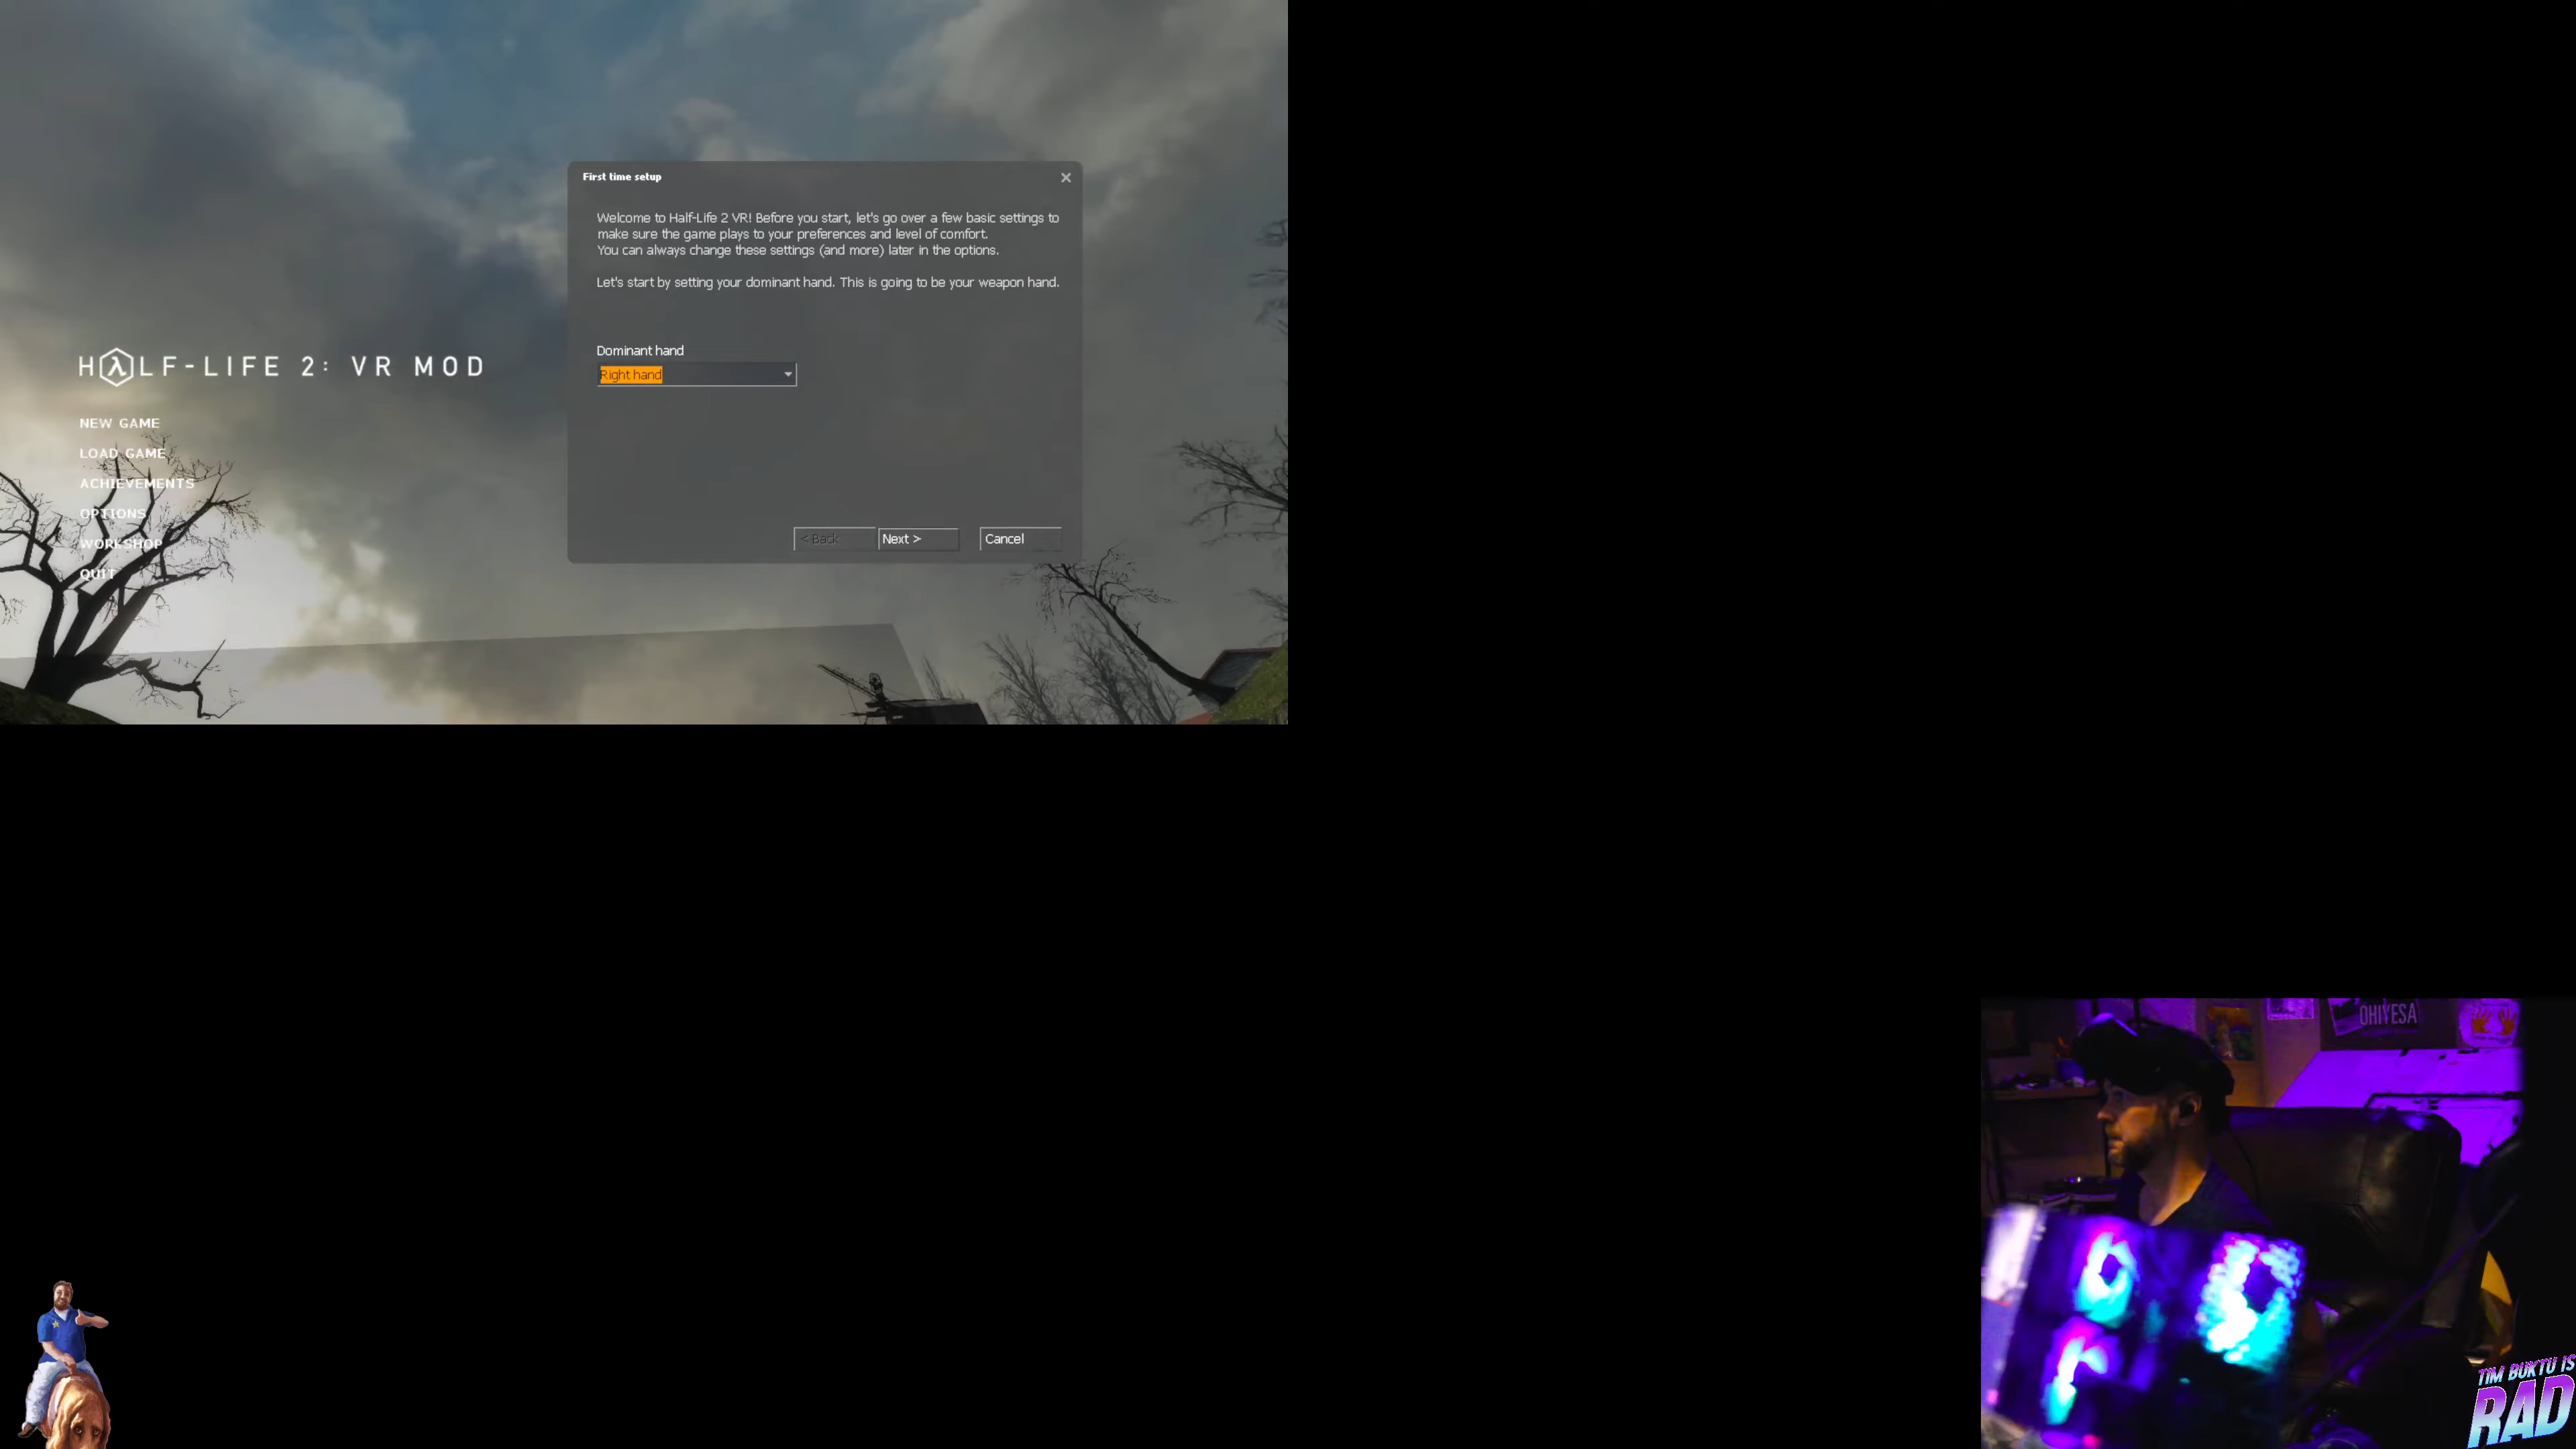 First time setup
Welcome to Half-Life 2 VR! Before you start, let's go over a few basic settings to
make sure the game plays to your preferences and level of comfort.
You can always change these settings (and more) later in the options.
Let's start by setting your dominant hand. This is going to be your weapon hand.
Dominant hand
Right hand
< Back
Next >
Cancel
HλLF-LIFE 2: VR MOD
NEW GAME
LOAD GAME
ACHIEVEMENTS
OPTIONS
WORKSHOP
QUIT
OHIYESA
TIM BUKTU IS
RAD